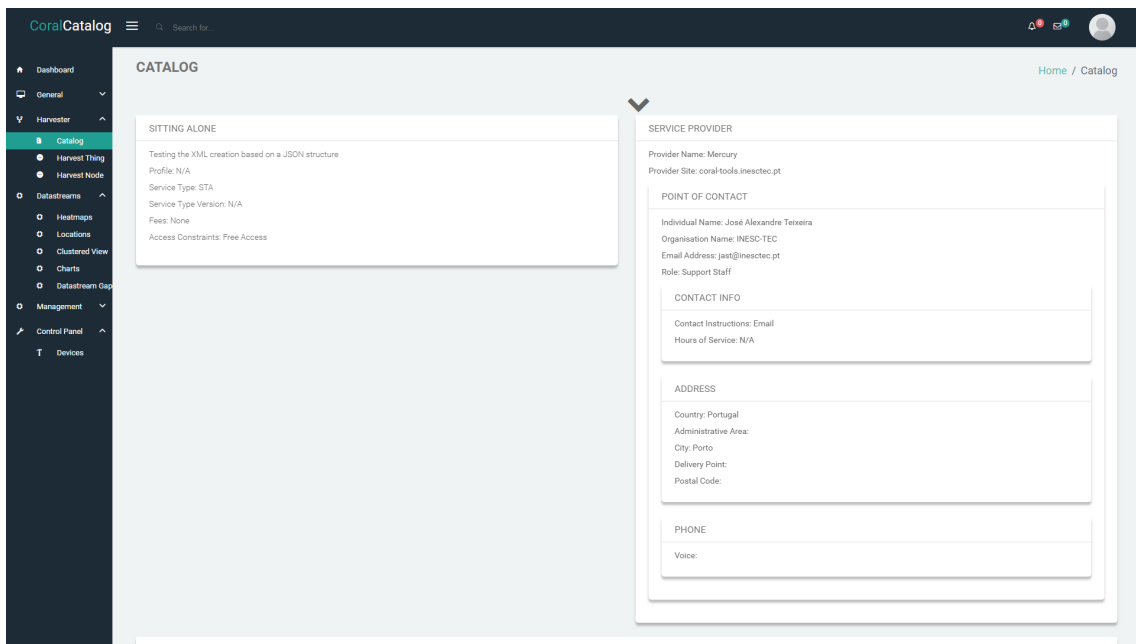 CoralCatalog
Search for..
0
0
Dashboard
General
Harvester
Catalog
Harvest Thing
Harvest Node
Datastreams
Heatmaps
Locations
Clustered View
Charts
Datastream Gap
Management
Control Panel
T Devices
CATALOG
Home / Catalog
SITTING ALONE
Testing the XML creation based on a JSON structure
Profile: N/A
Service Type: STA
Service Type Version: N/A
Fees: None
Access Constraints: Free Access
SERVICE PROVIDER
Provider Name: Mercury
Provider Site: coral-tools.inesctec.pt
POINT OF CONTACT
Individual Name: José Alexandre Teixeira
Organisation Name: INESC-TEC
Email Address: jast@inesctec.pt
Role: Support Staff
CONTACT INFO
Contact Instructions: Email
Hours of Service: N/A
ADDRESS
Country: Portugal
Administrative Area:
City: Porto
Delivery Point:
Postal Code:
PHONE
Voice: